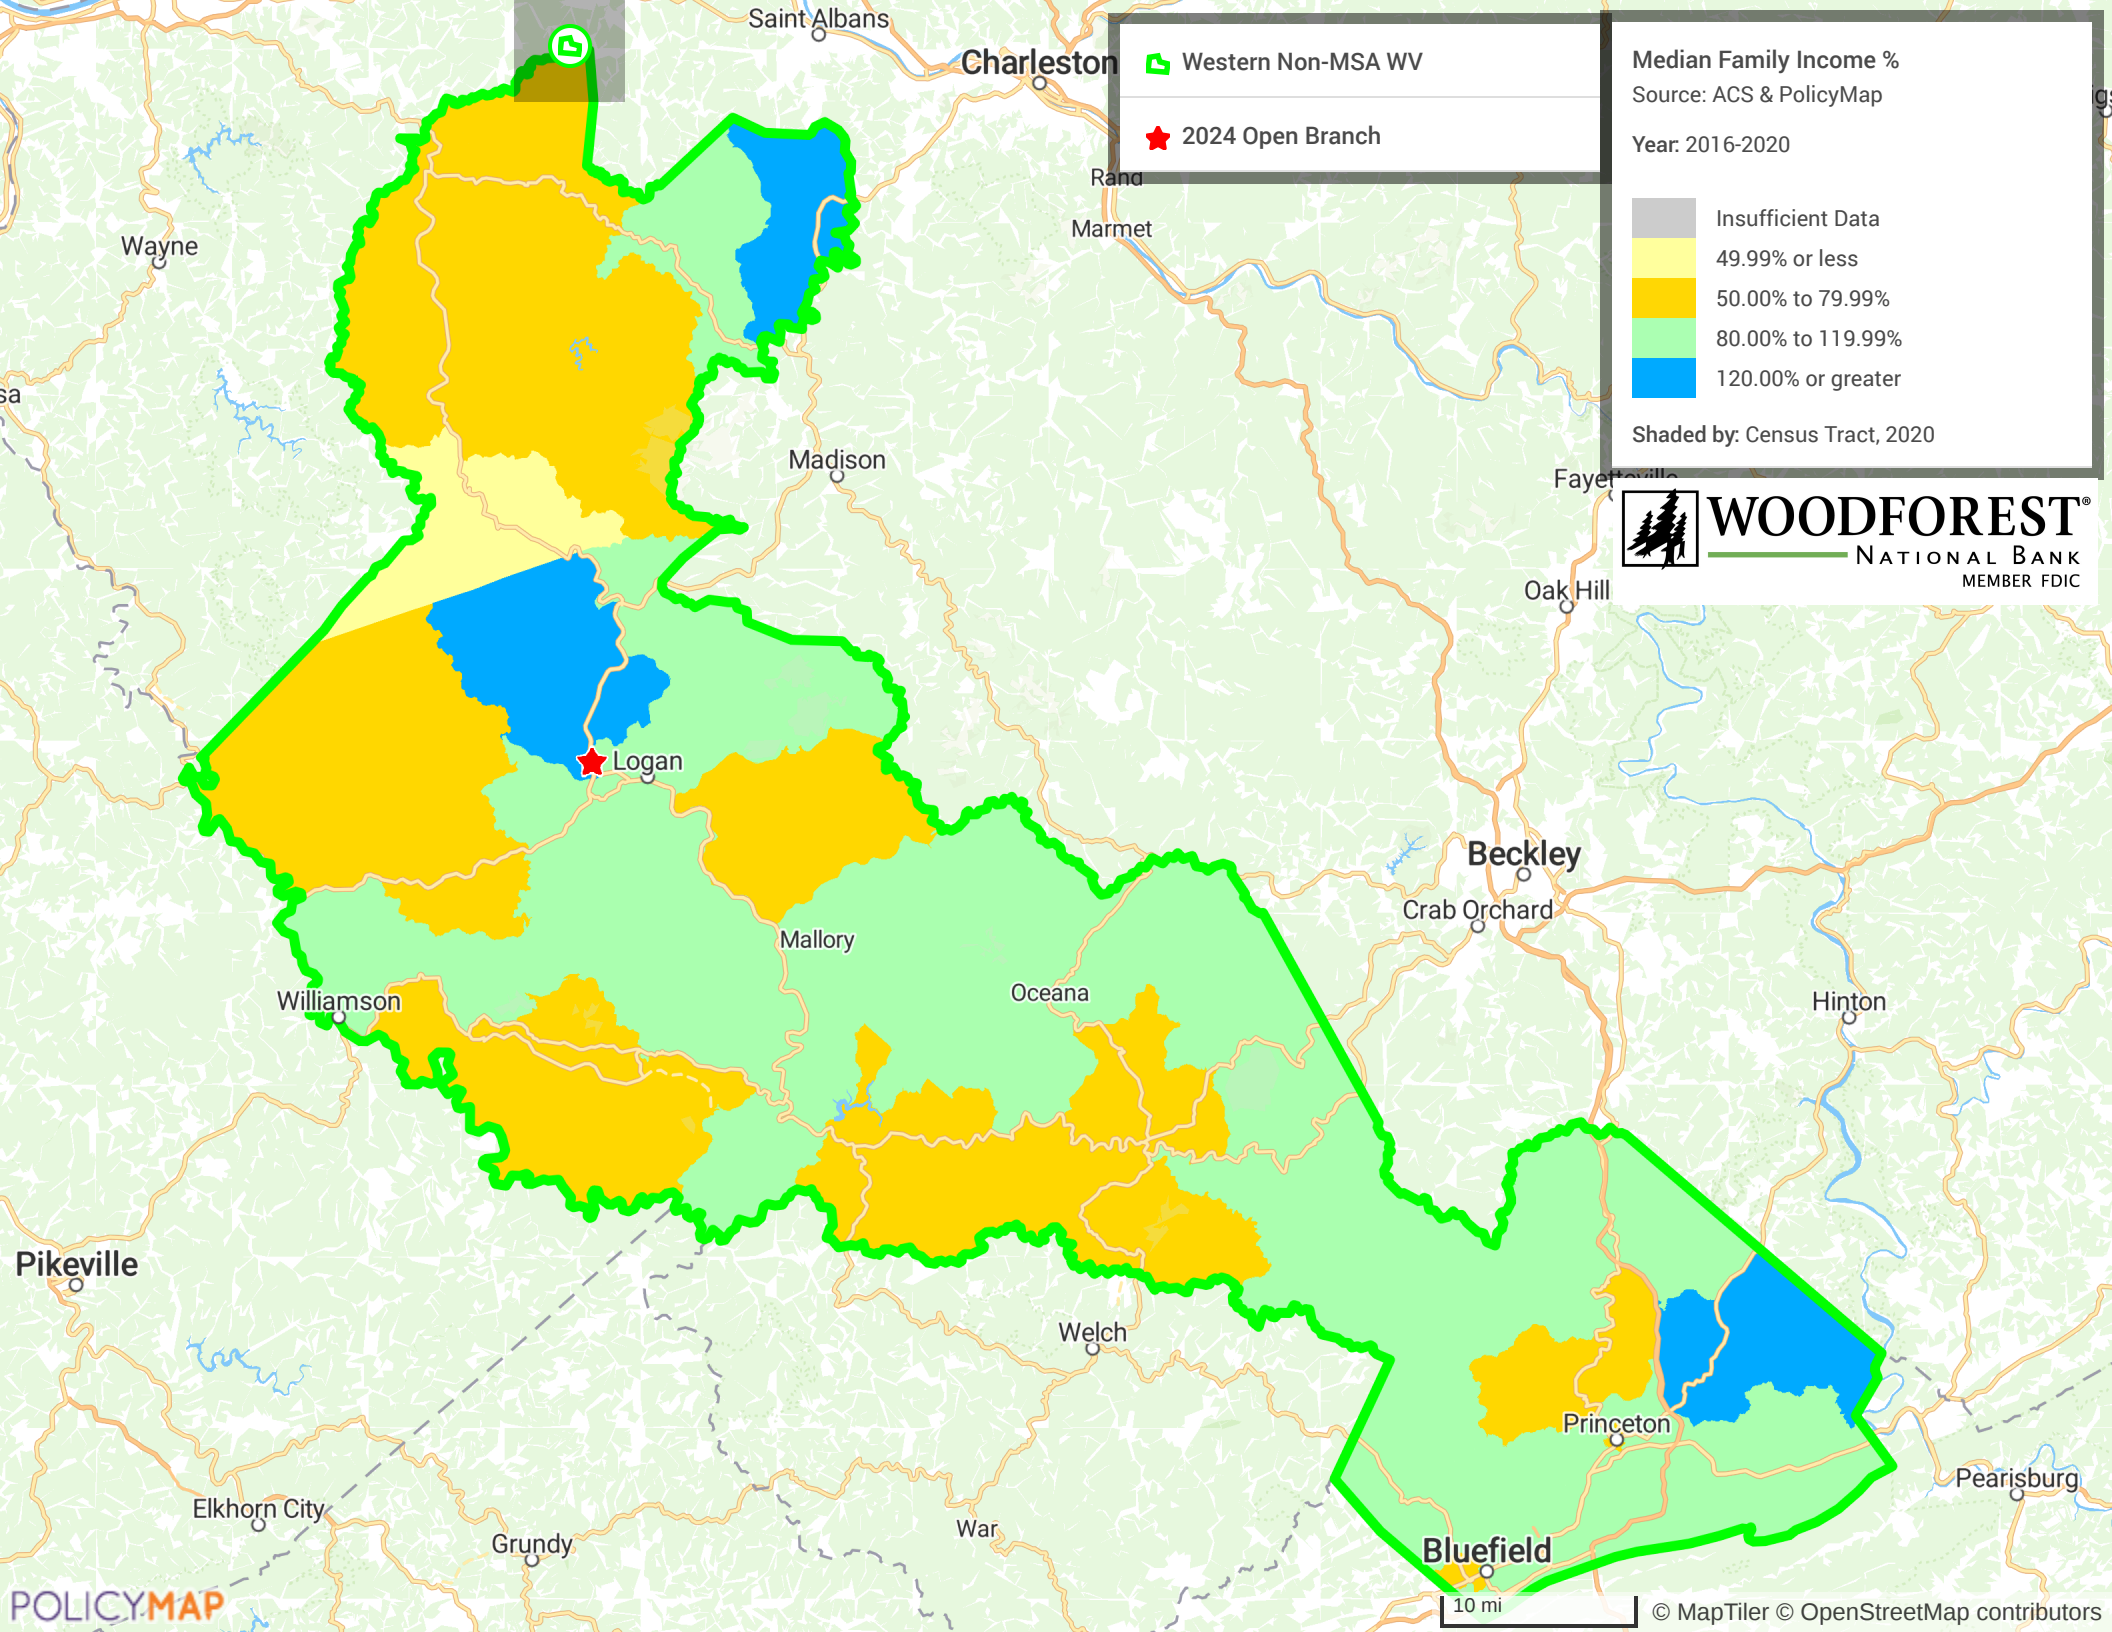 Saint Albans
Charleston
Western Non-MSA WV
2024 Open Branch
Median Family Income %
Source: ACS & PolicyMap
Year: 2016-2020
Insufficient Data
49.99% or less
50.00% to 79.99%
80.00% to 119.99%
120.00% or greater
Shaded by: Census Tract, 2020
Rand
Marmet
Wayne
sa
Madison
Fayetteville
WOODFOREST®
NATIONAL BANK
MEMBER FDIC
Oak Hill
Logan
Beckley
Crab Orchard
Mallory
Oceana
Williamson
Hinton
Pikeville
Welch
Princeton
Pearisburg
Elkhorn City
Grundy
War
Bluefield
POLICYMAP
10 mi
© MapTiler © OpenStreetMap contributors